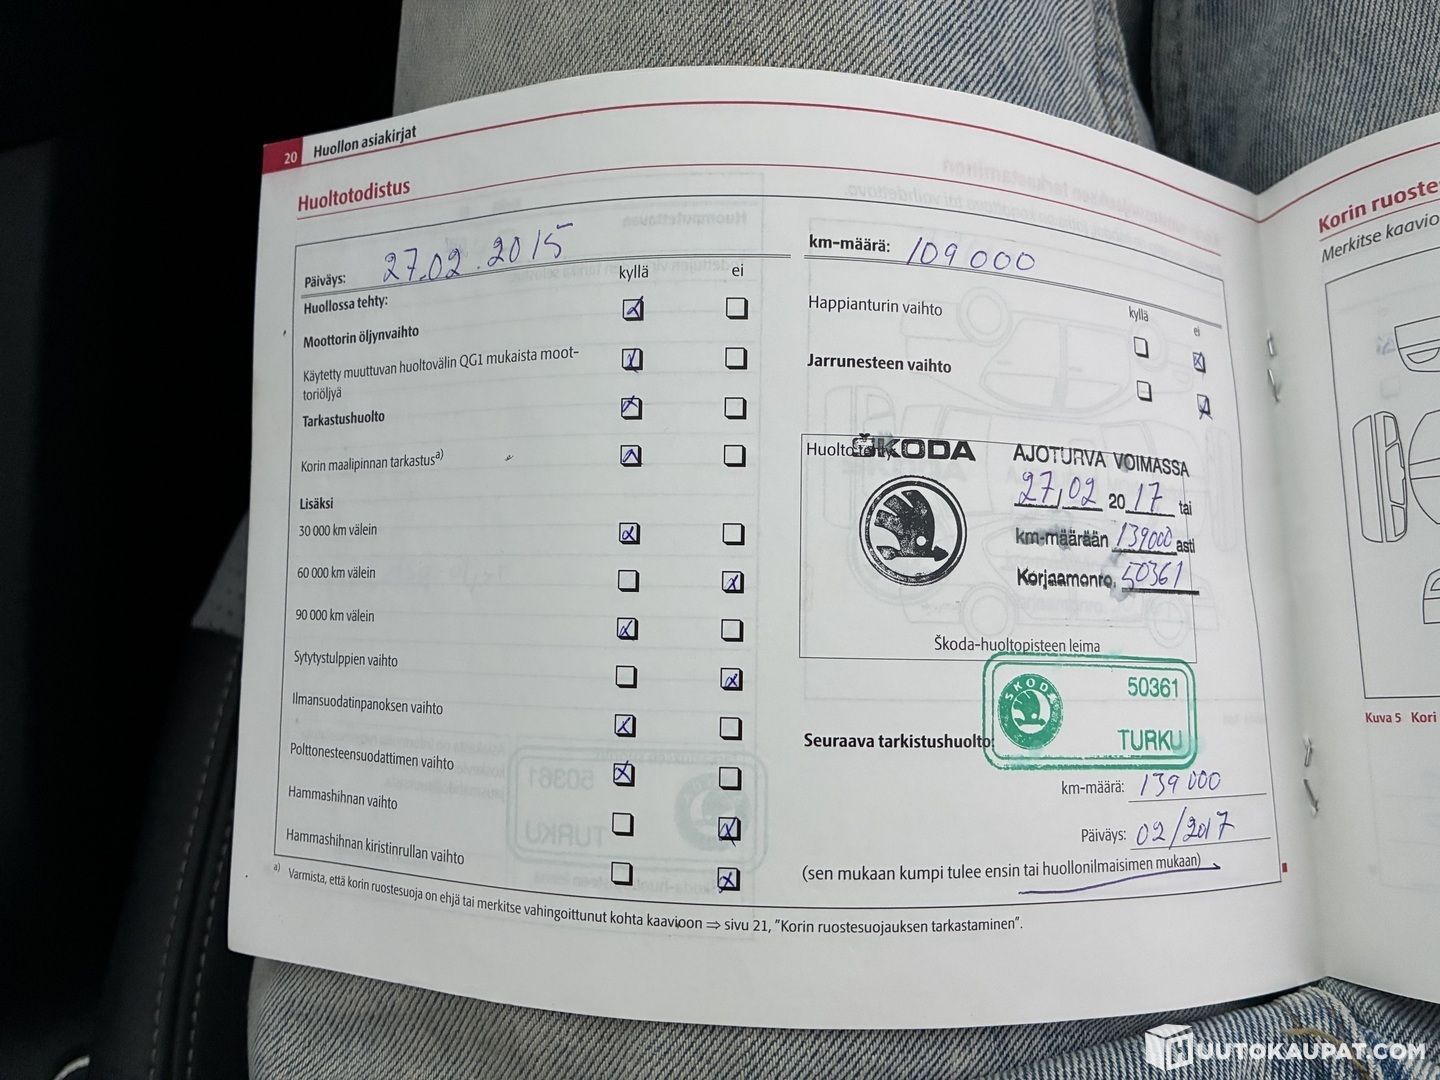 20 Huollon asiakirjat
Huoltotodistus
Päiväys: 27.02.2015
kyllä ei
Huollossa tehty:
Moottorin öljynvaihto
Käytetty muuttuvan huoltovälin QG1 mukaista moot-
toriöljyä
Tarkastushuolto
Korin maalipinnan tarkastus a)
Lisäksi
30 000 km välein
60 000 km välein
90 000 km välein
Sytytystulppien vaihto
Ilmansuodatinpanoksen vaihto
Polttonesteensuodattimen vaihto
Hammashihnan vaihto
Hammashihnan kiristinrullan vaihto
km-määrä: 109 000
kyllä ei
Happianturin vaihto
Jarrunesteen vaihto
ŠKODA
AJOTURVA VOIMASSA
27,02 2017 tai
km-määrään 139000 asti
Korjaamonro. 50361
Škoda-huoltopisteen leima
SKODA
50361
TURKU
Seuraava tarkistushuolto:
km-määrä: 139 000
Päiväys: 02/2017
(sen mukaan kumpi tulee ensin tai huollonilmaisimen mukaan)
a) Varmista, että korin ruostesuoja on ehjä tai merkitse vahingoittunut kohta kaavioon ⇒ sivu 21, "Korin ruostesuojauksen tarkastaminen".
Korin ruoste
Merkitse kaavio
Kuva 5 Kori
HUUTOKAUPAT.COM